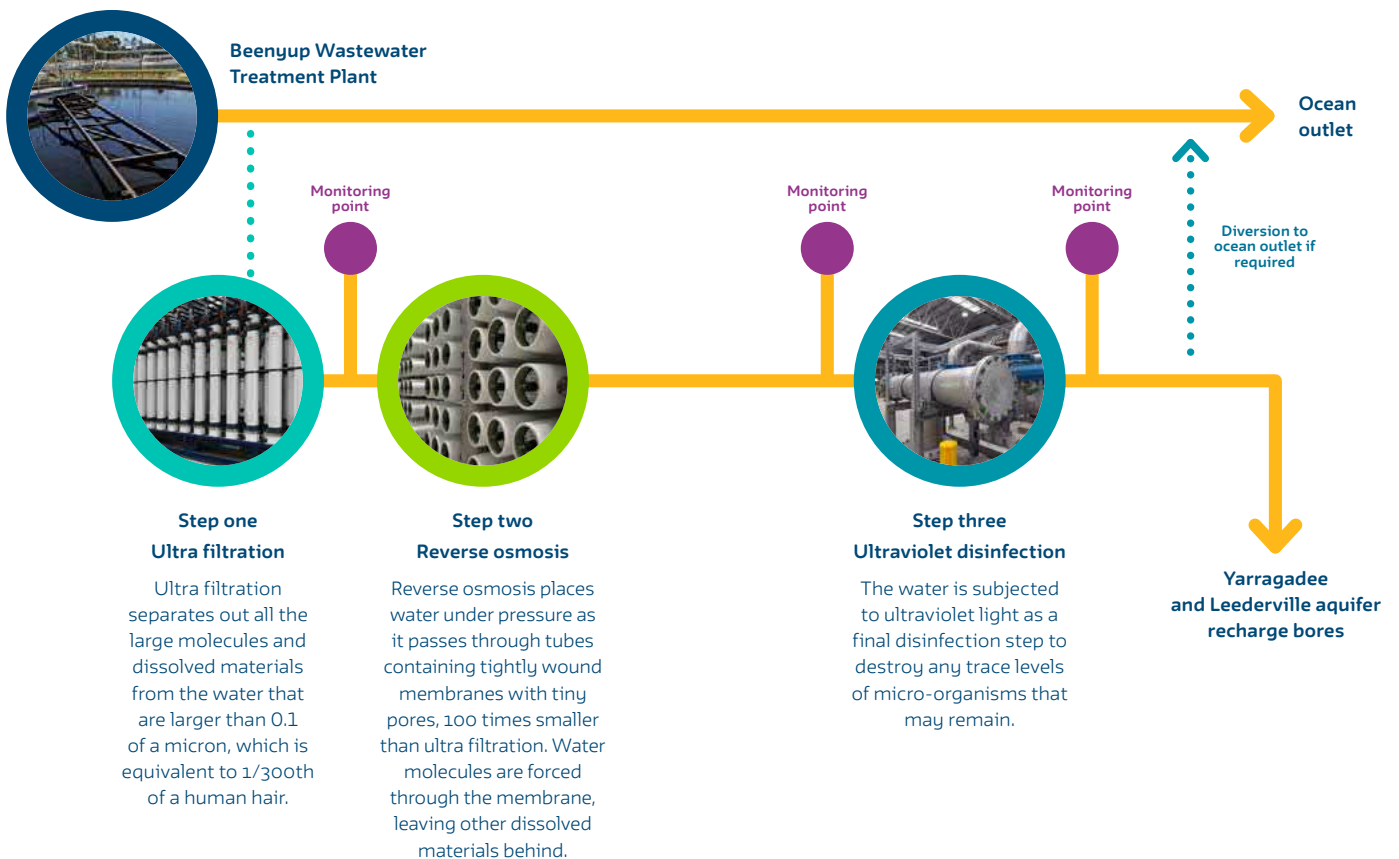 Beenyup Wastewater
Treatment Plant
Ocean
outlet
Monitoring
point
Monitoring
point
Monitoring
point
Diversion to
ocean outlet if
required
Step one
Ultra filtration
Ultra filtration
separates out all the
large molecules and
dissolved materials
from the water that
are larger than 0.1
of a micron, which is
equivalent to 1/300th
of a human hair.
Step two
Reverse osmosis
Reverse osmosis places
water under pressure as
it passes through tubes
containing tightly wound
membranes with tiny
pores, 100 times smaller
than ultra filtration. Water
molecules are forced
through the membrane,
leaving other dissolved
materials behind.
Step three
Ultraviolet disinfection
The water is subjected
to ultraviolet light as a
final disinfection step to
destroy any trace levels
of micro-organisms that
may remain.
Yarragadee
and Leederville aquifer
recharge bores